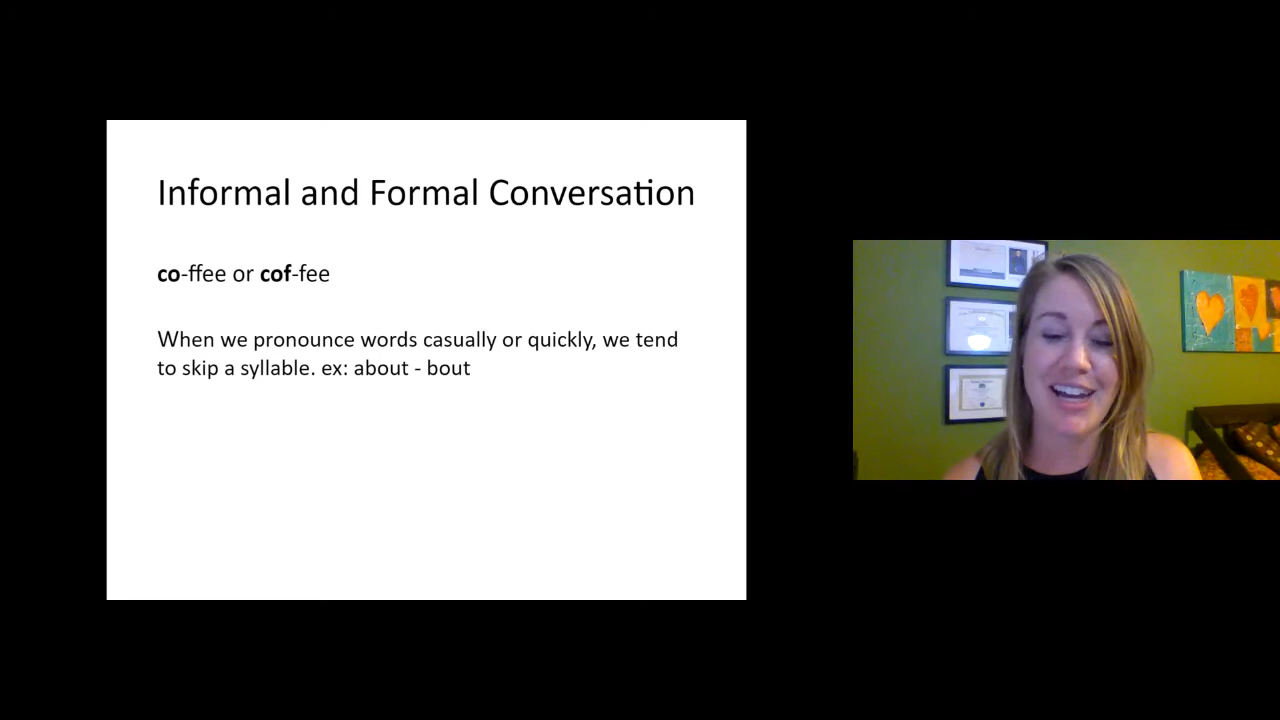 Informal and Formal Conversation
co-ffee or cof-fee
When we pronounce words casually or quickly, we tend
to skip a syllable. ex: about - bout